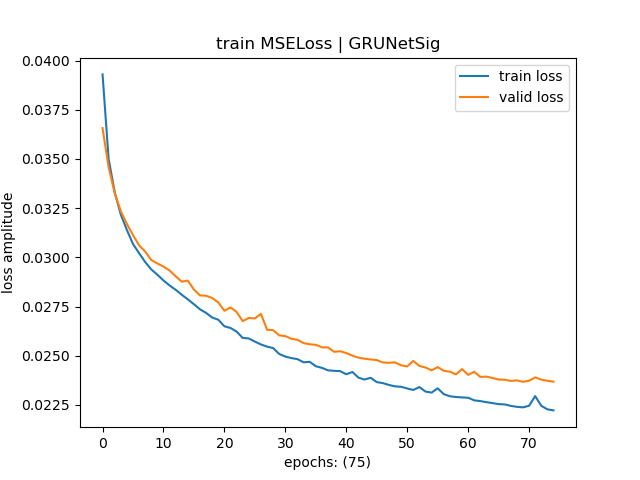 train MSELoss | GRUNetSig
0.0400
0.0375
0.0350
0.0325
0.0300
0.0275
0.0250
0.0225
loss amplitude
train loss
valid loss
0 10 20 30 40 50 60 70
epochs: (75)